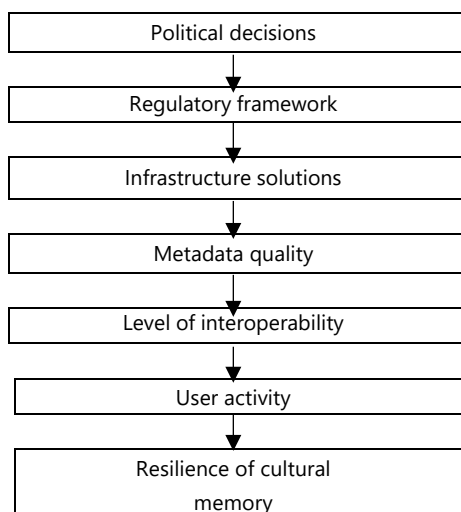 Political decisions
Regulatory framework
Infrastructure solutions
Metadata quality
Level of interoperability
User activity
Resilience of cultural
memory